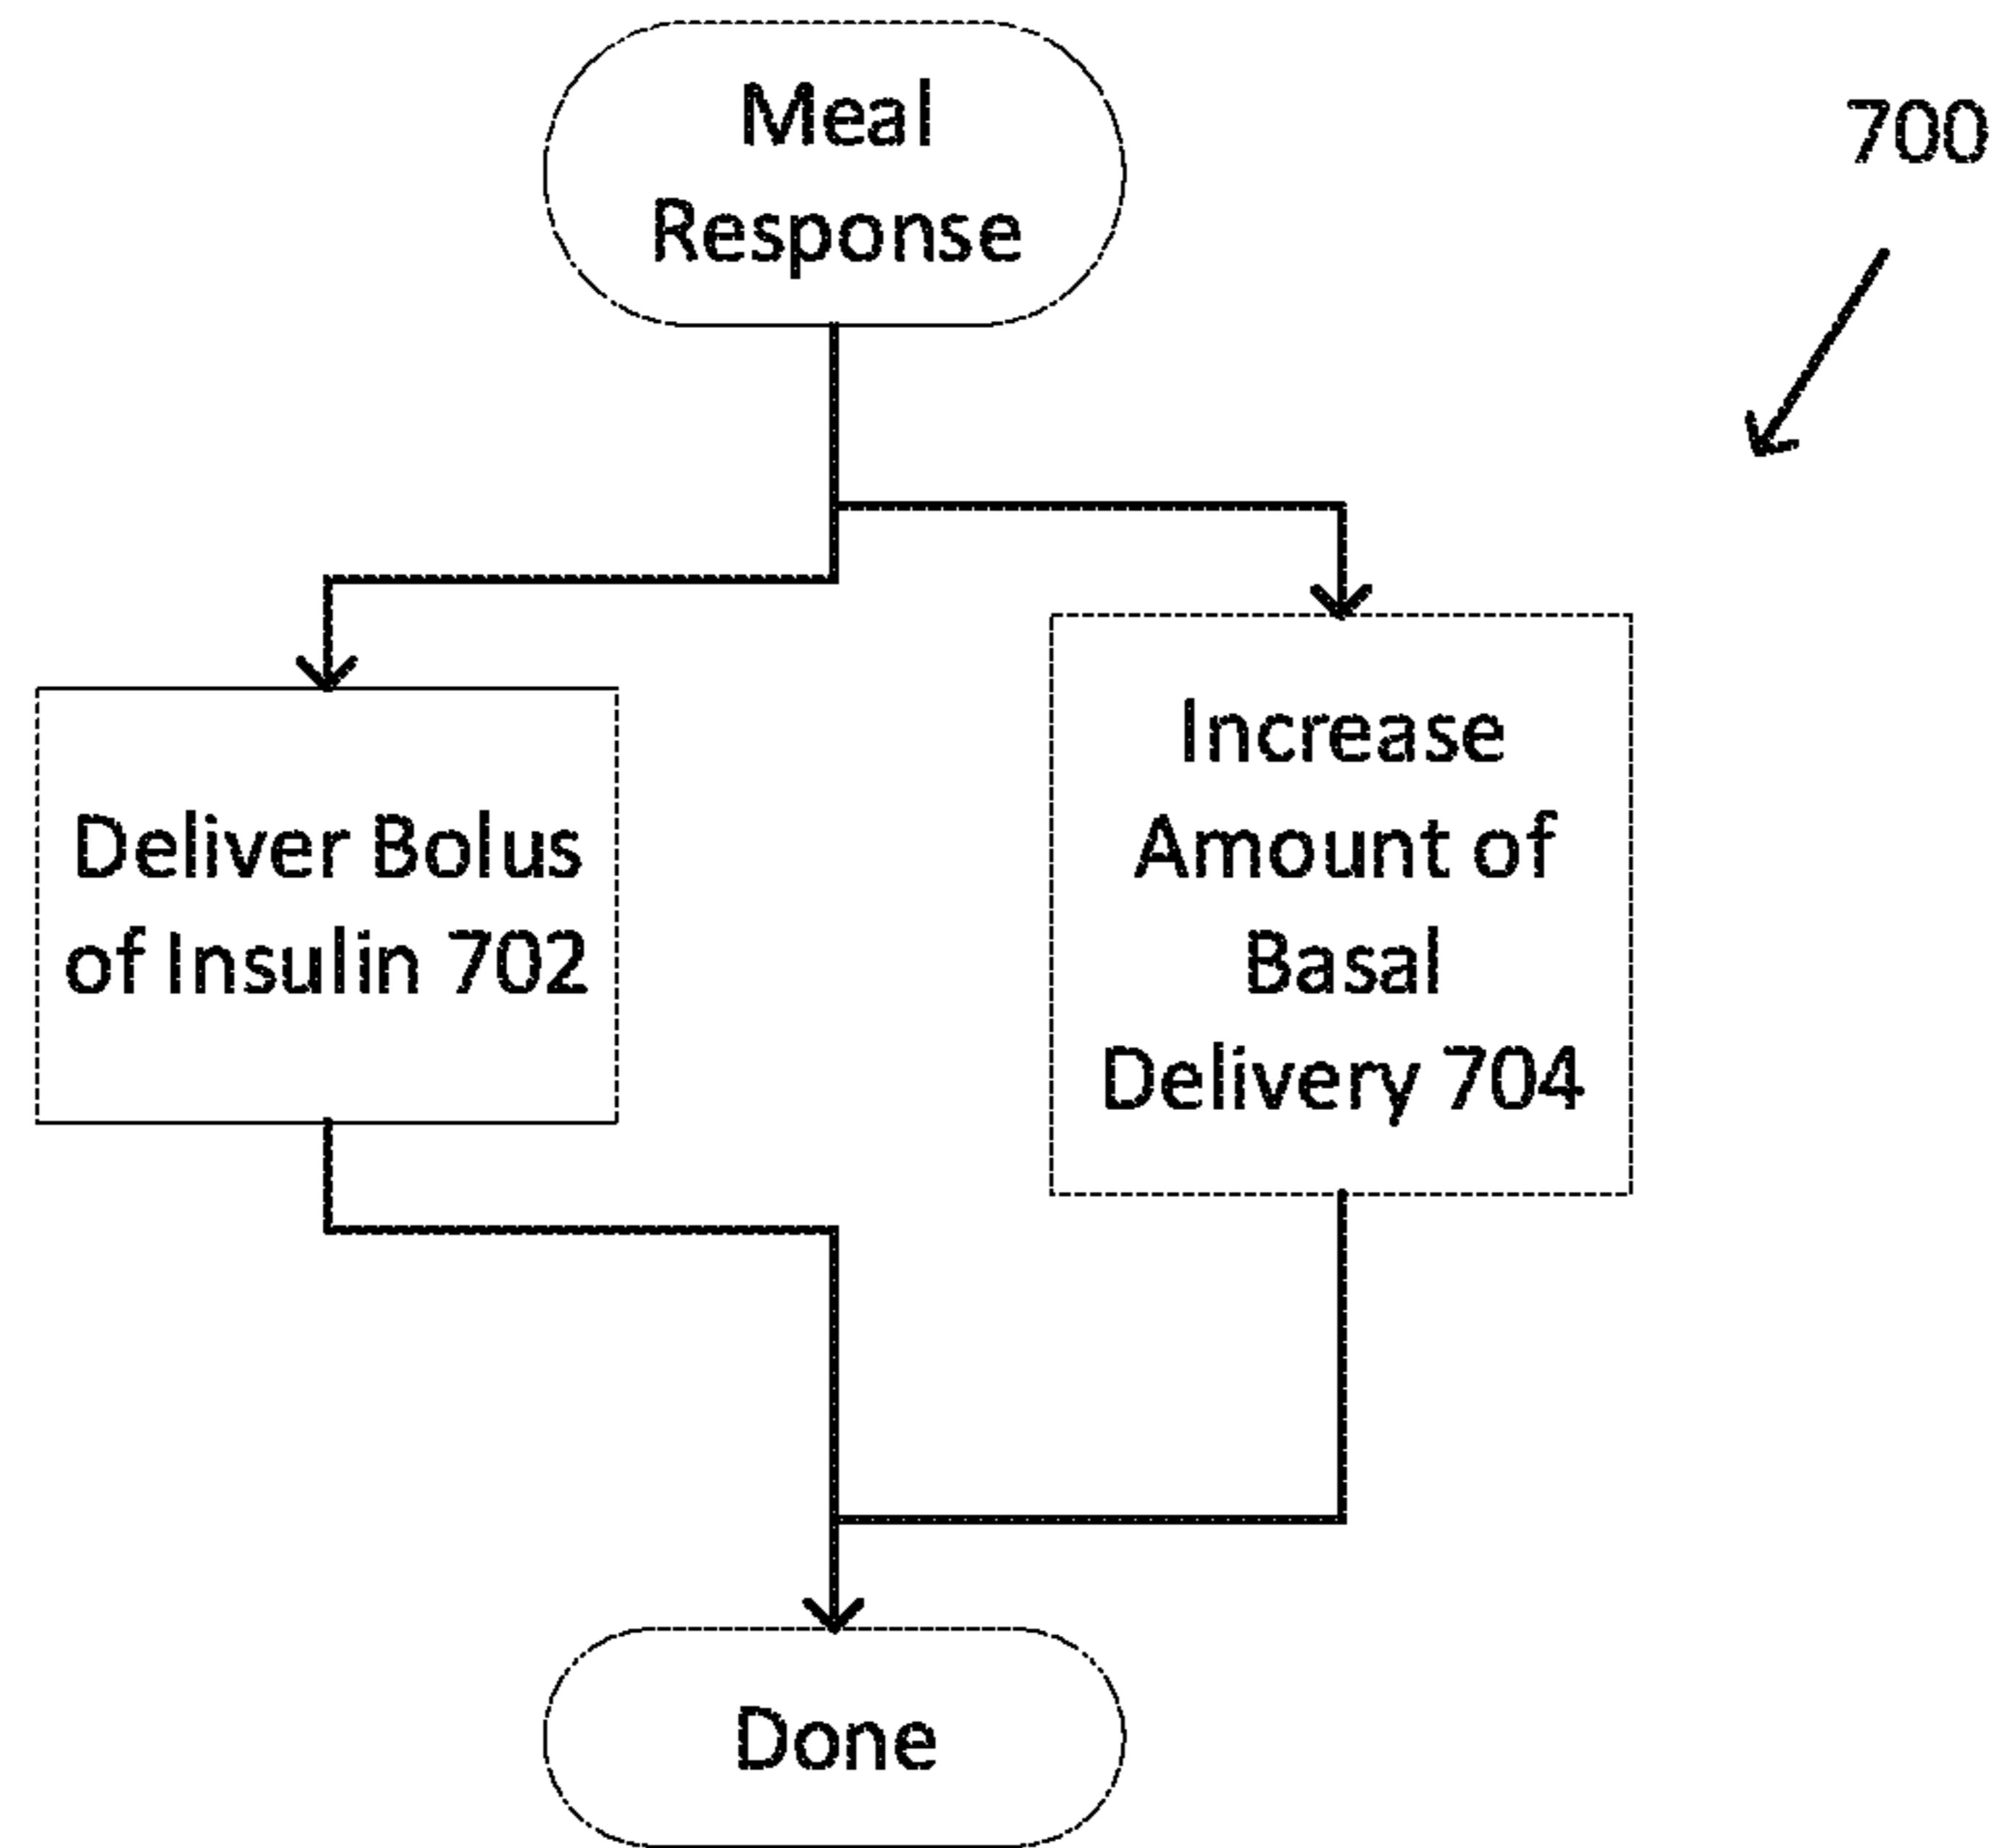 Meal
Response
700
Deliver Bolus
of Insulin 702
Increase
Amount of
Basal
Delivery 704
Done